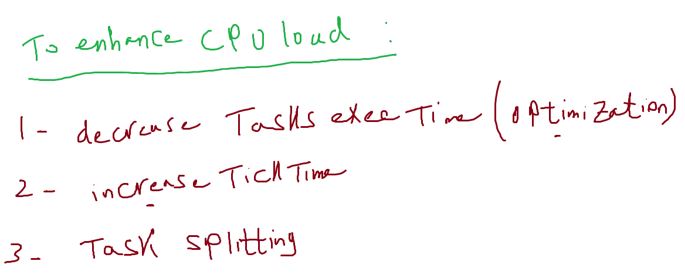 To enhance CPU load :
1- decrease Tasks exec Time (optimization)
2- increase Tick Time
3- Task splitting